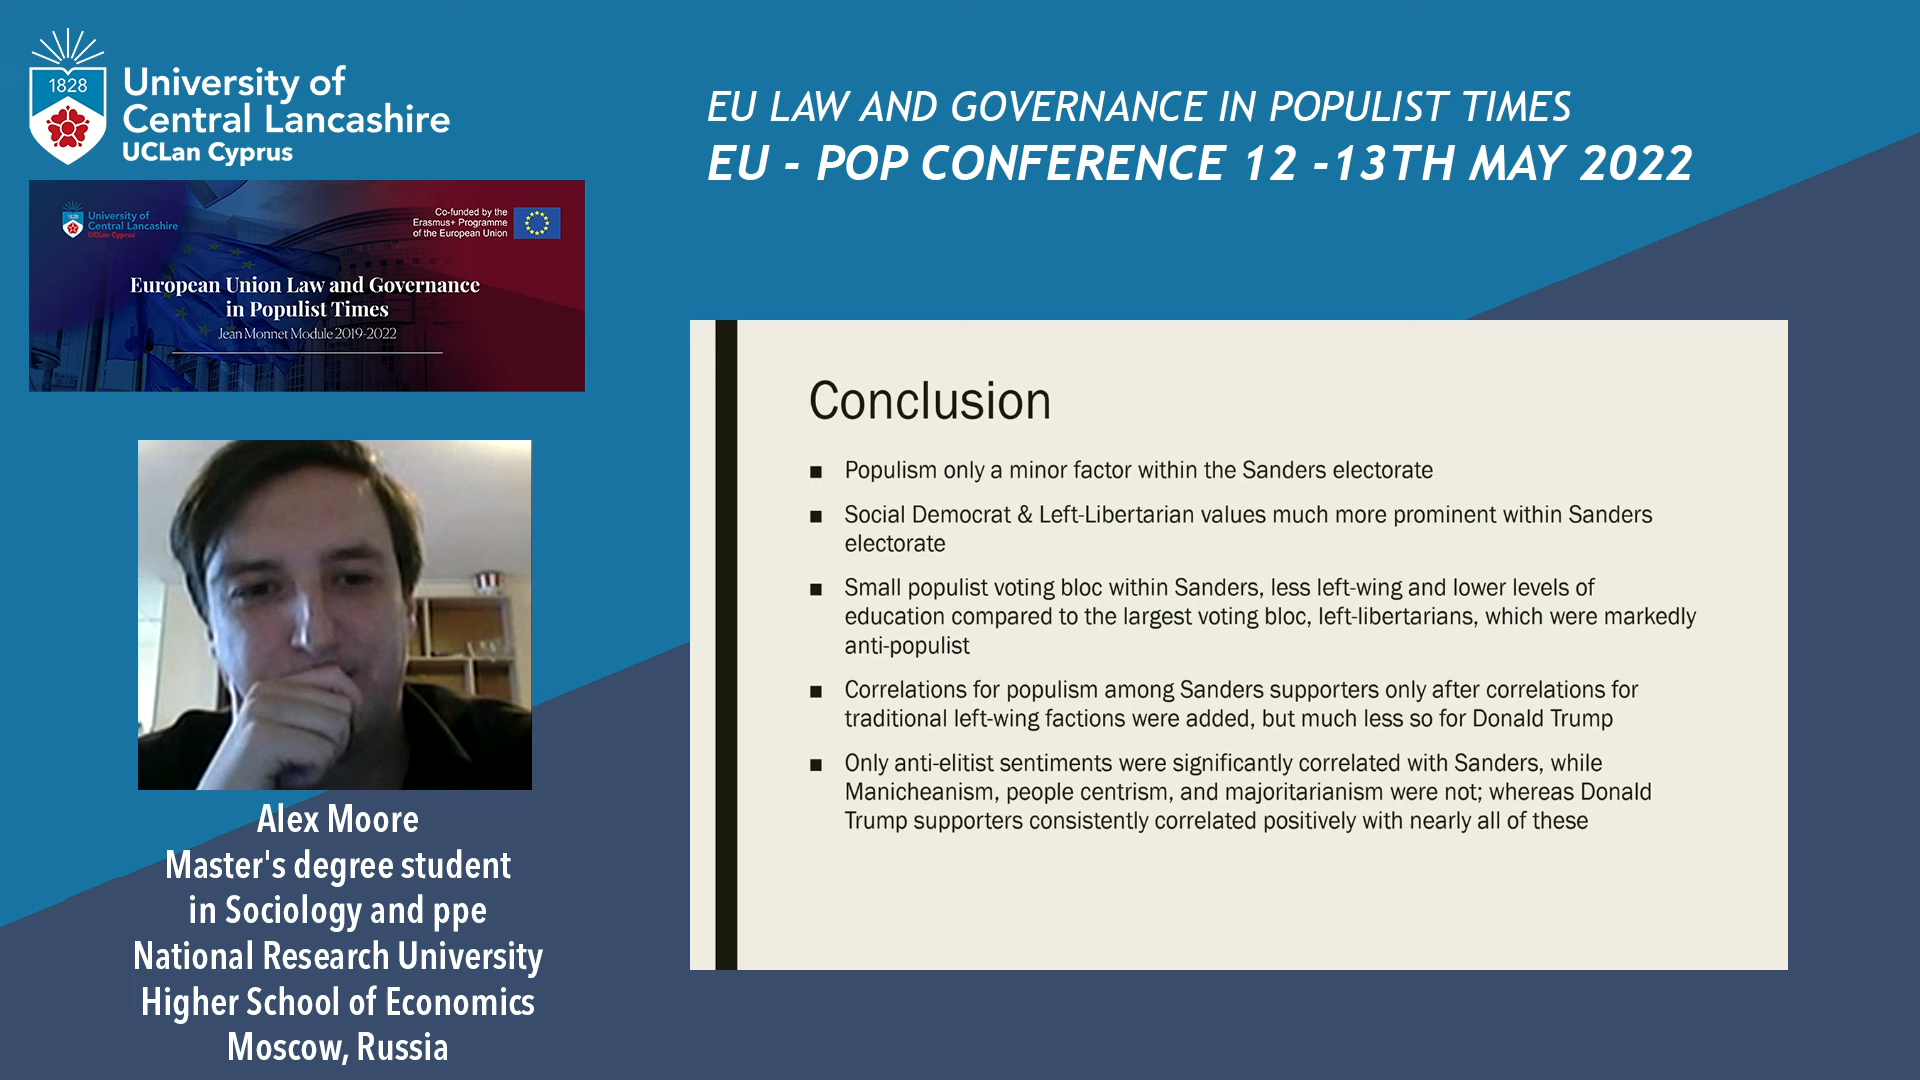 1828
University of
Central Lancashire
UCLan Cyprus
EU LAW AND GOVERNANCE IN POPULIST TIMES
EU - POP CONFERENCE 12 -13TH MAY 2022
1828
University of
Central Lancashire
UCLan Cyprus
Co-funded by the
Erasmus+ Programme
of the European Union
European Union Law and Governance
in Populist Times
Jean Monnet Module 2019-2022
Conclusion
■ Populism only a minor factor within the Sanders electorate
■ Social Democrat & Left-Libertarian values much more prominent within Sanders
electorate
■ Small populist voting bloc within Sanders, less left-wing and lower levels of
education compared to the largest voting bloc, left-libertarians, which were markedly
anti-populist
■ Correlations for populism among Sanders supporters only after correlations for
traditional left-wing factions were added, but much less so for Donald Trump
■ Only anti-elitist sentiments were significantly correlated with Sanders, while
Manicheanism, people centrism, and majoritarianism were not; whereas Donald
Trump supporters consistently correlated positively with nearly all of these
Alex Moore
Master's degree student
in Sociology and ppe
National Research University
Higher School of Economics
Moscow, Russia